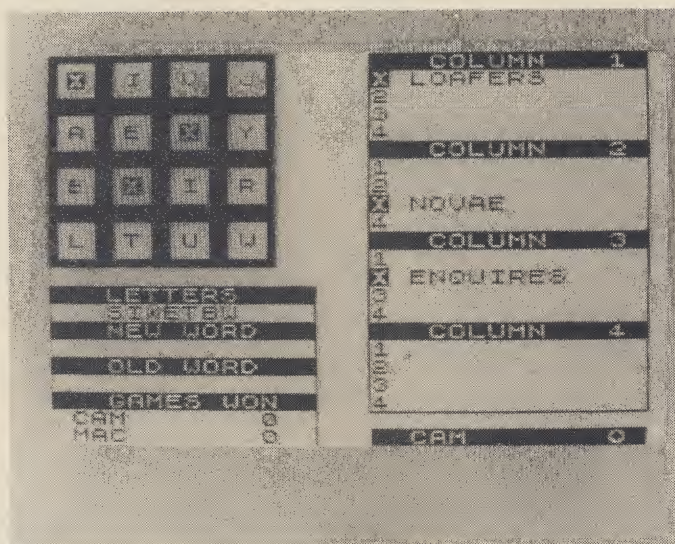 X I
A E X Y
X I R
L T U
COLUMN 1
X LOAFERS
2
3
4
COLUMN 2
1
2
X NOVAE
4
COLUMN 3
1
X ENQUIRES
3
4
COLUMN 4
1
2
3
4
LETTERS
NEW WORD
OLD WORD
GAMES WON
CAM 0
MAC 0
CAM 0